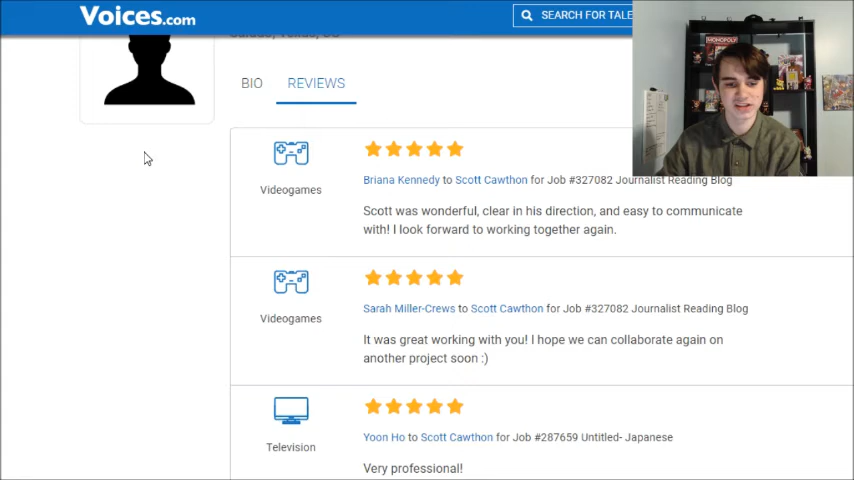 Voices.com
SEARCH FOR TALE
BIO
REVIEWS
Videogames
Briana Kennedy to Scott Cawthon for Job #327082 Journalist Reading Blog
Scott was wonderful, clear in his direction, and easy to communicate
with! I look forward to working together again.
Videogames
Sarah Miller-Crews to Scott Cawthon for Job #327082 Journalist Reading Blog
It was great working with you! I hope we can collaborate again on
another project soon :)
Television
Yoon Ho to Scott Cawthon for Job #287659 Untitled- Japanese
Very professional!
MONOPOLY